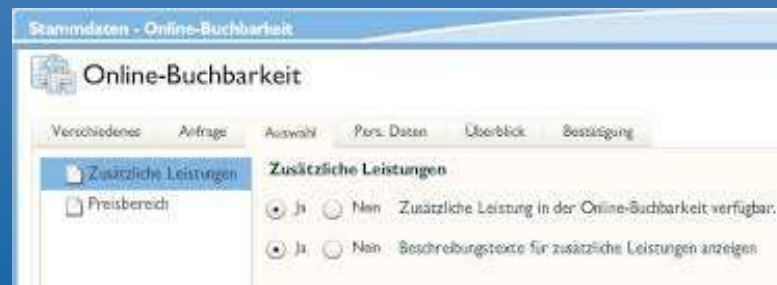 Stammdaten - Online-Buchbarkeit
Online-Buchbarkeit
Verschiedenes Anfrage Auswahl Pers. Daten Überblick Bestätigung
Zusätzliche Leistungen
Preisbereich
Zusätzliche Leistungen
Ja Nein Zusätzliche Leistung in der Online-Buchbarkeit verfügbar.
Ja Nein Beschreibungstexte für zusätzliche Leistungen anzeigen